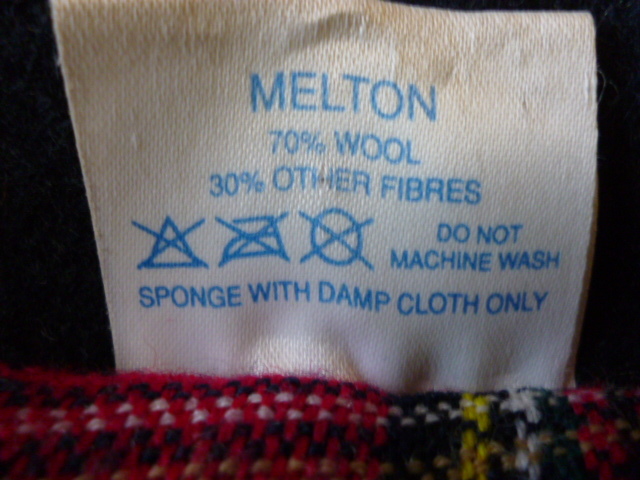 MELTON
70% WOOL
30% OTHER FIBRES
DO NOT
MACHINE WASH
SPONGE WITH DAMP CLOTH ONLY